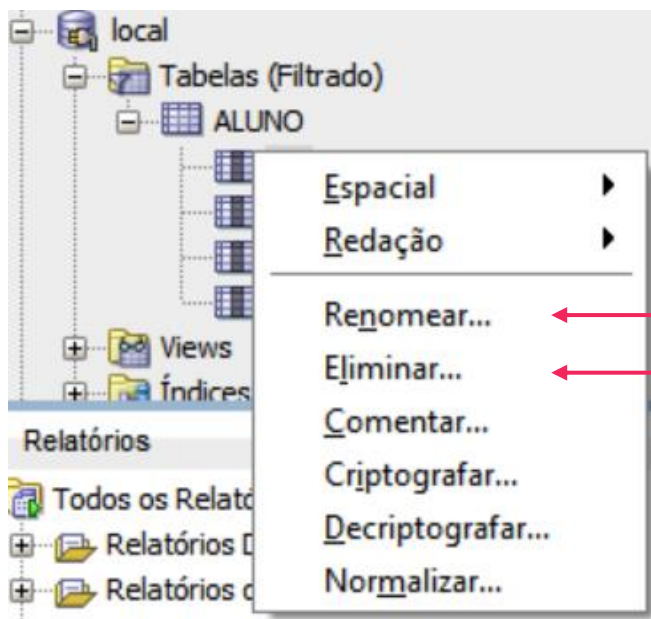 local
Tabelas (Filtrado)
ALUNO
Espacial
Redação
Renomear...
Eliminar...
Comentar...
Criptografar...
Decriptografar...
Normalizar...
Views
Índices
Relatórios
Todos os Relató
Relatórios
Relatórios